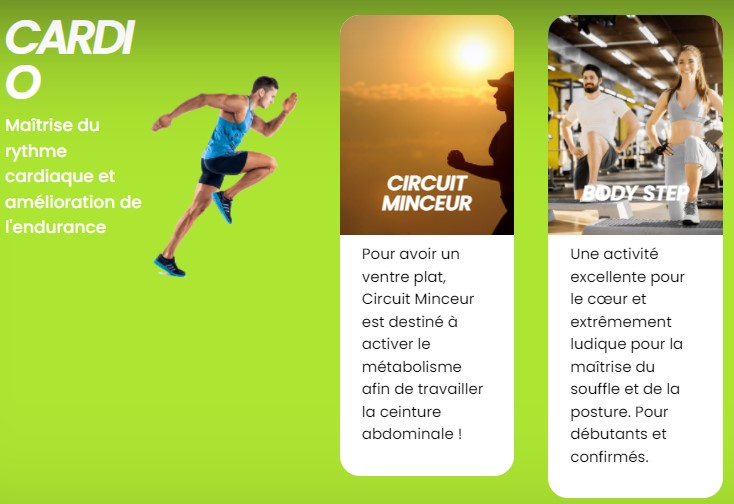 CARDI
O
Maîtrise du
rythme
cardiaque et
amélioration de
l'endurance
CIRCUIT
MINCEUR
Pour avoir un
ventre plat,
Circuit Minceur
est destiné à
activer le
métabolisme
afin de travailler
la ceinture
abdominale !
BODY STEP
Une activité
excellente pour
le cœur et
extrêmement
ludique pour la
maîtrise du
souffle et de la
posture. Pour
débutants et
confirmés.